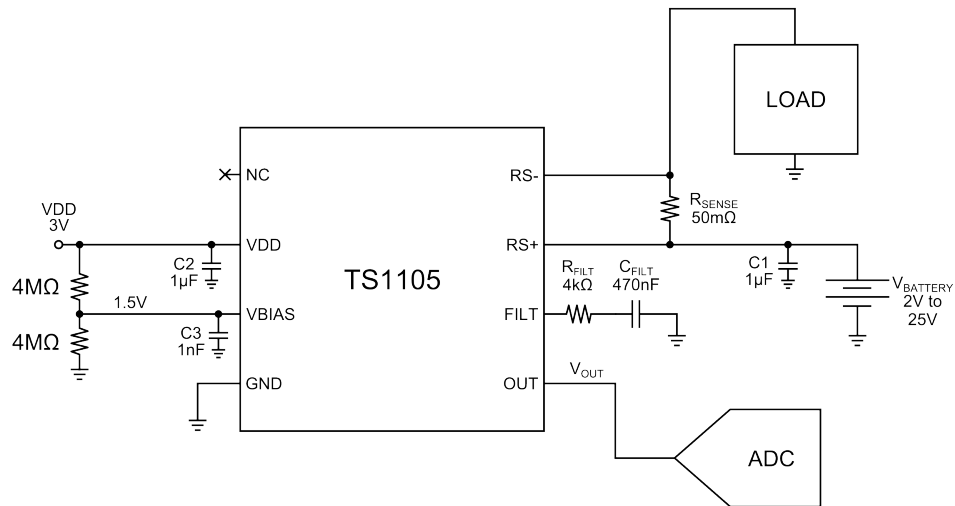 LOAD
NC
RS-
R_SENSE
50mΩ
VDD
3V
VDD
RS+
C2
1µF
TS1105
R_FILT
4kΩ
C_FILT
470nF
C1
1µF
4MΩ
1.5V
VBIAS
FILT
V_BATTERY
2V to
25V
4MΩ
C3
1nF
GND
OUT
V_OUT
ADC